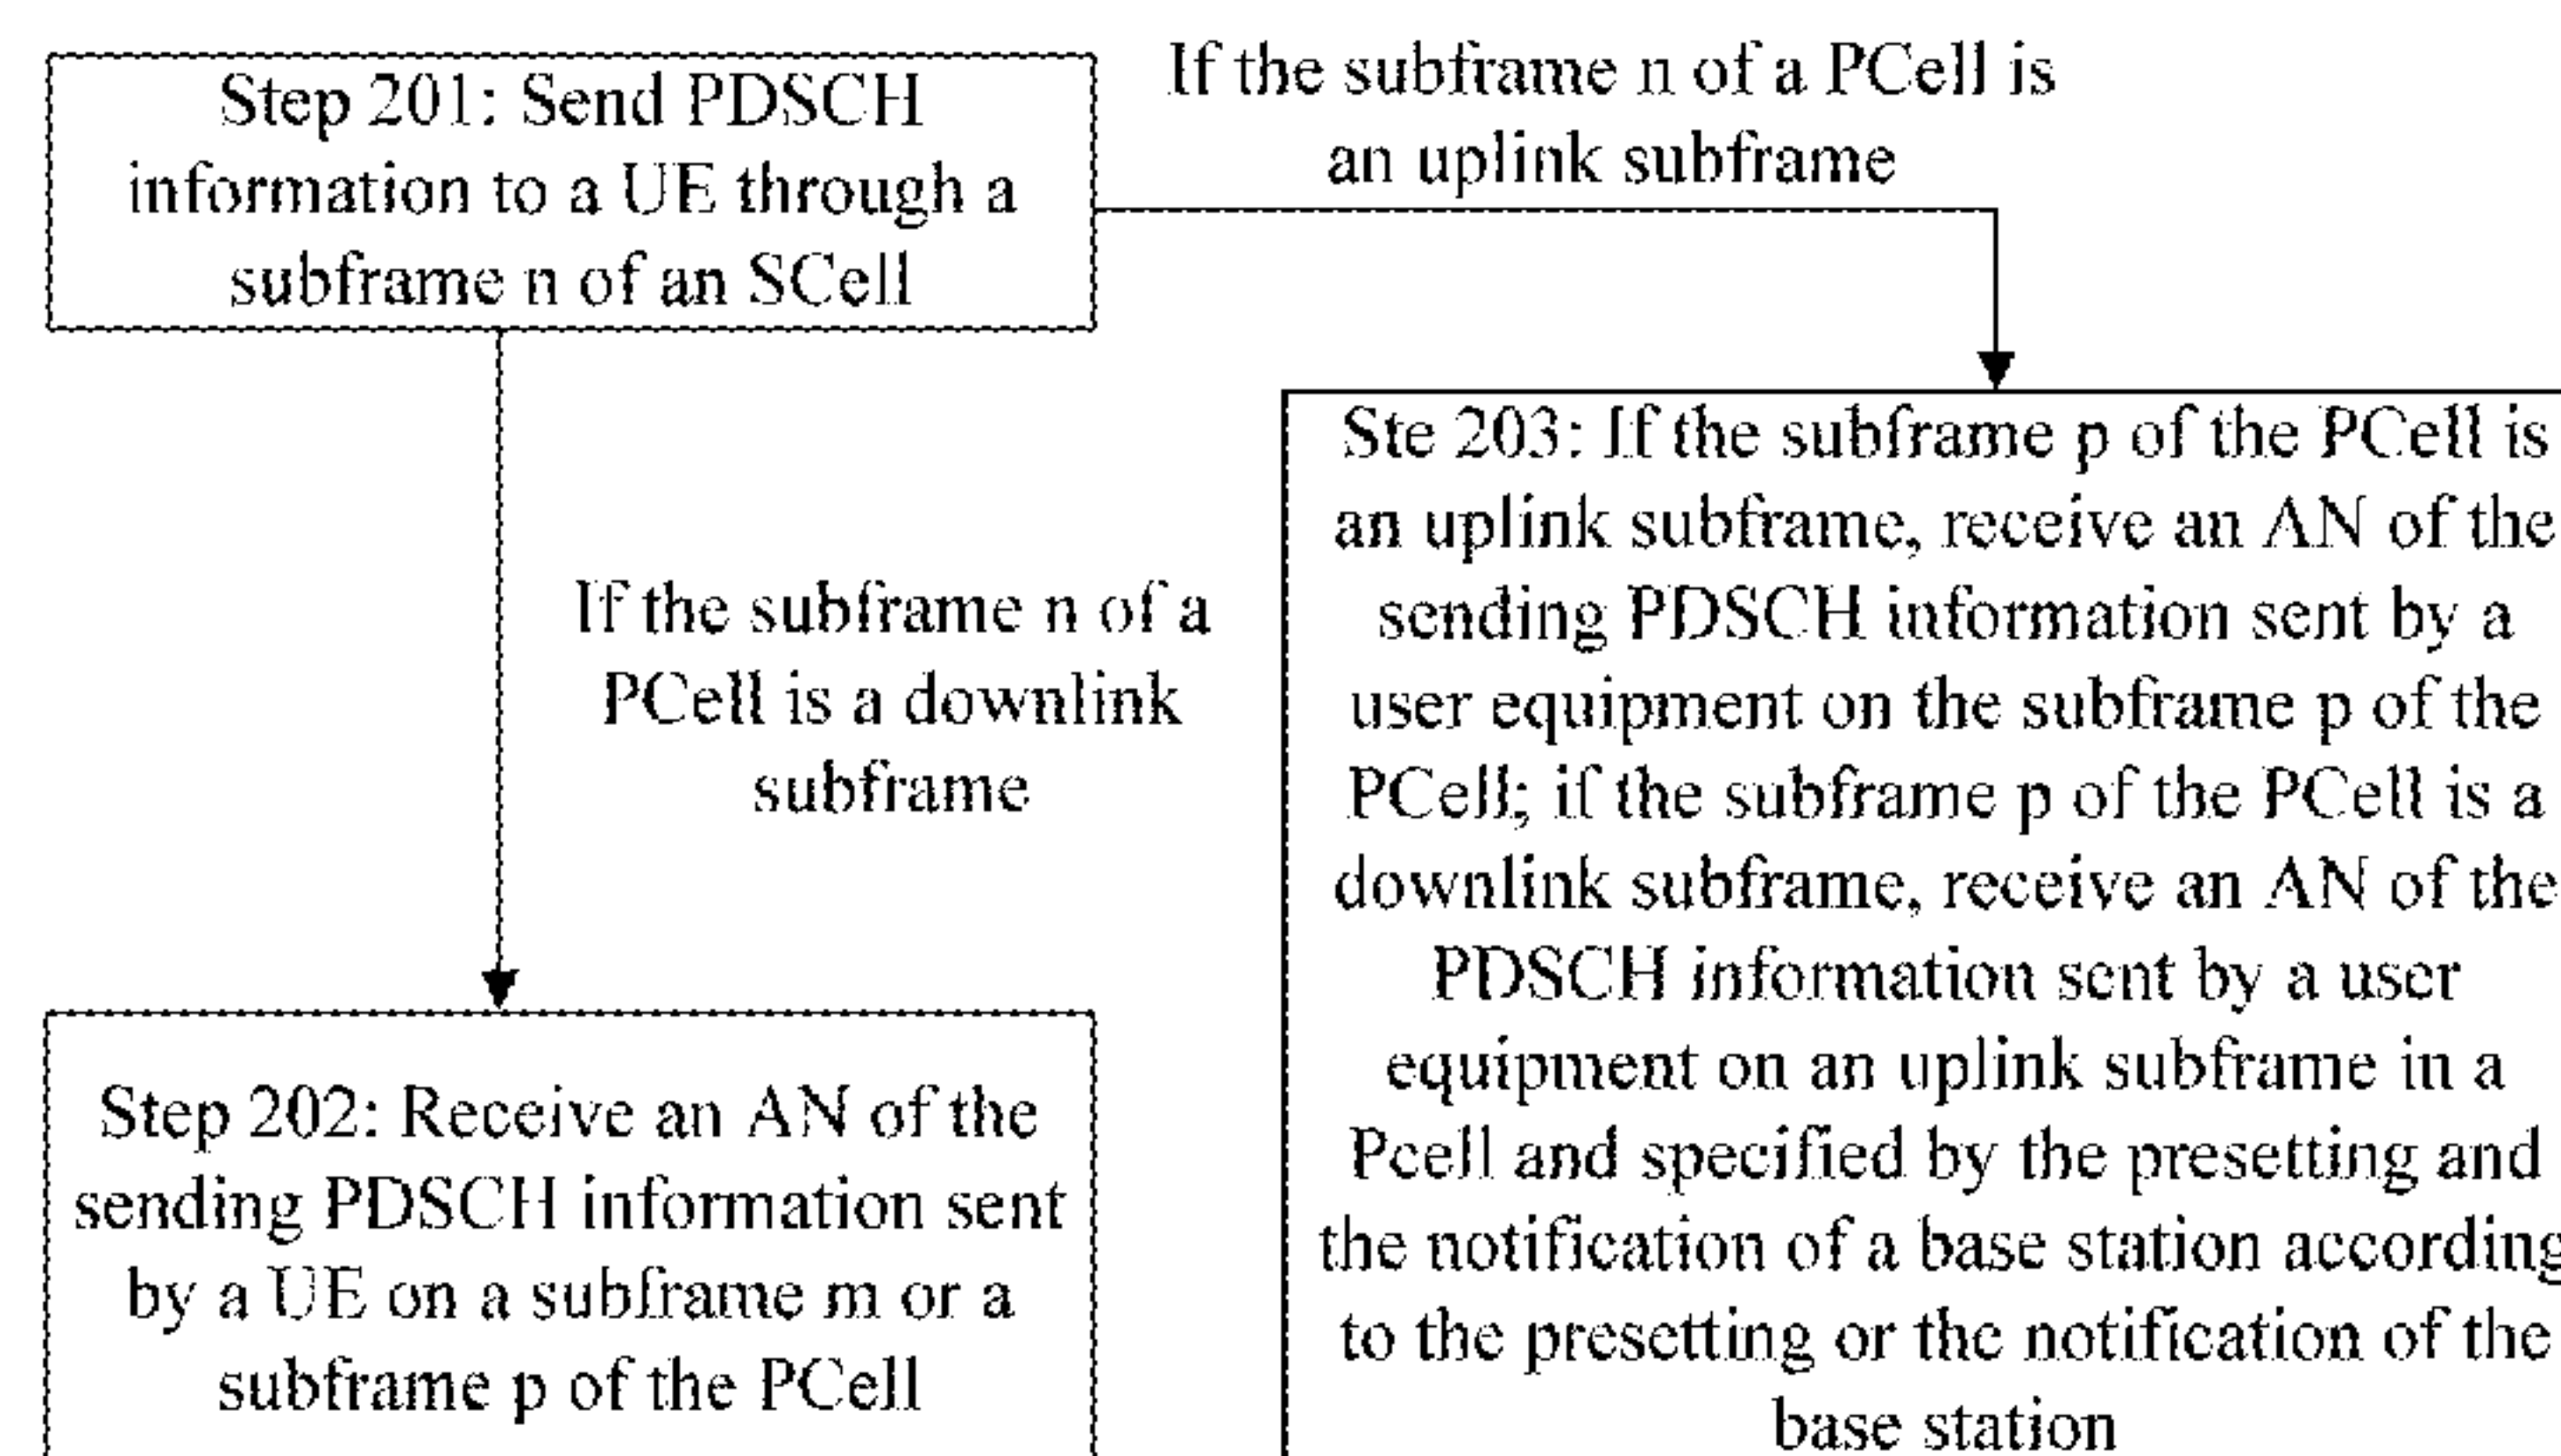 Step 201: Send PDSCH
information to a UE through a
subframe n of an SCell
If the subframe n of a PCell is
an uplink subframe
If the subframe n of a
PCell is a downlink
subframe
Step 202: Receive an AN of the
sending PDSCH information sent
by a UE on a subframe m or a
subframe p of the PCell
Ste 203: If the subframe p of the PCell is
an uplink subframe, receive an AN of the
sending PDSCH information sent by a
user equipment on the subframe p of the
PCell; if the subframe p of the PCell is a
downlink subframe, receive an AN of the
PDSCH information sent by a user
equipment on an uplink subframe in a
Pcell and specified by the presetting and
the notification of a base station according
to the presetting or the notification of the
base station